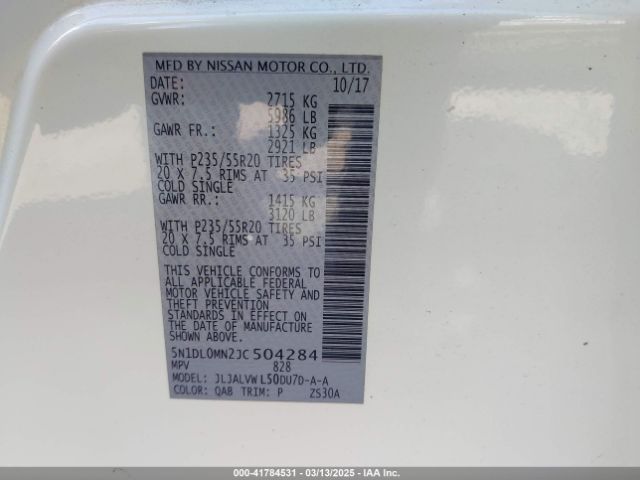 MFD BY NISSAN MOTOR CO., LTD.
DATE: 10/17
GVWR: 2715 KG
5986 LB
GAWR FR.: 1325 KG
2921 LB
WITH P235/55R20 TIRES
20 X 7.5 RIMS AT 35 PSI
COLD SINGLE
GAWR RR.: 1415 KG
3120 LB
WITH P235/55R20 TIRES
20 X 7.5 RIMS AT 35 PSI
COLD SINGLE
THIS VEHICLE CONFORMS TO
ALL APPLICABLE FEDERAL
MOTOR VEHICLE SAFETY AND
THEFT PREVENTION
STANDARDS IN EFFECT ON
THE DATE OF MANUFACTURE
SHOWN ABOVE.
5N1DL0MN2JC504284
MPV 828
MODEL: JLJALVWL50DU7D-A-A
COLOR: QAB TRIM: P ZS30A
000-41784531 - 03/13/2025 - IAA Inc.